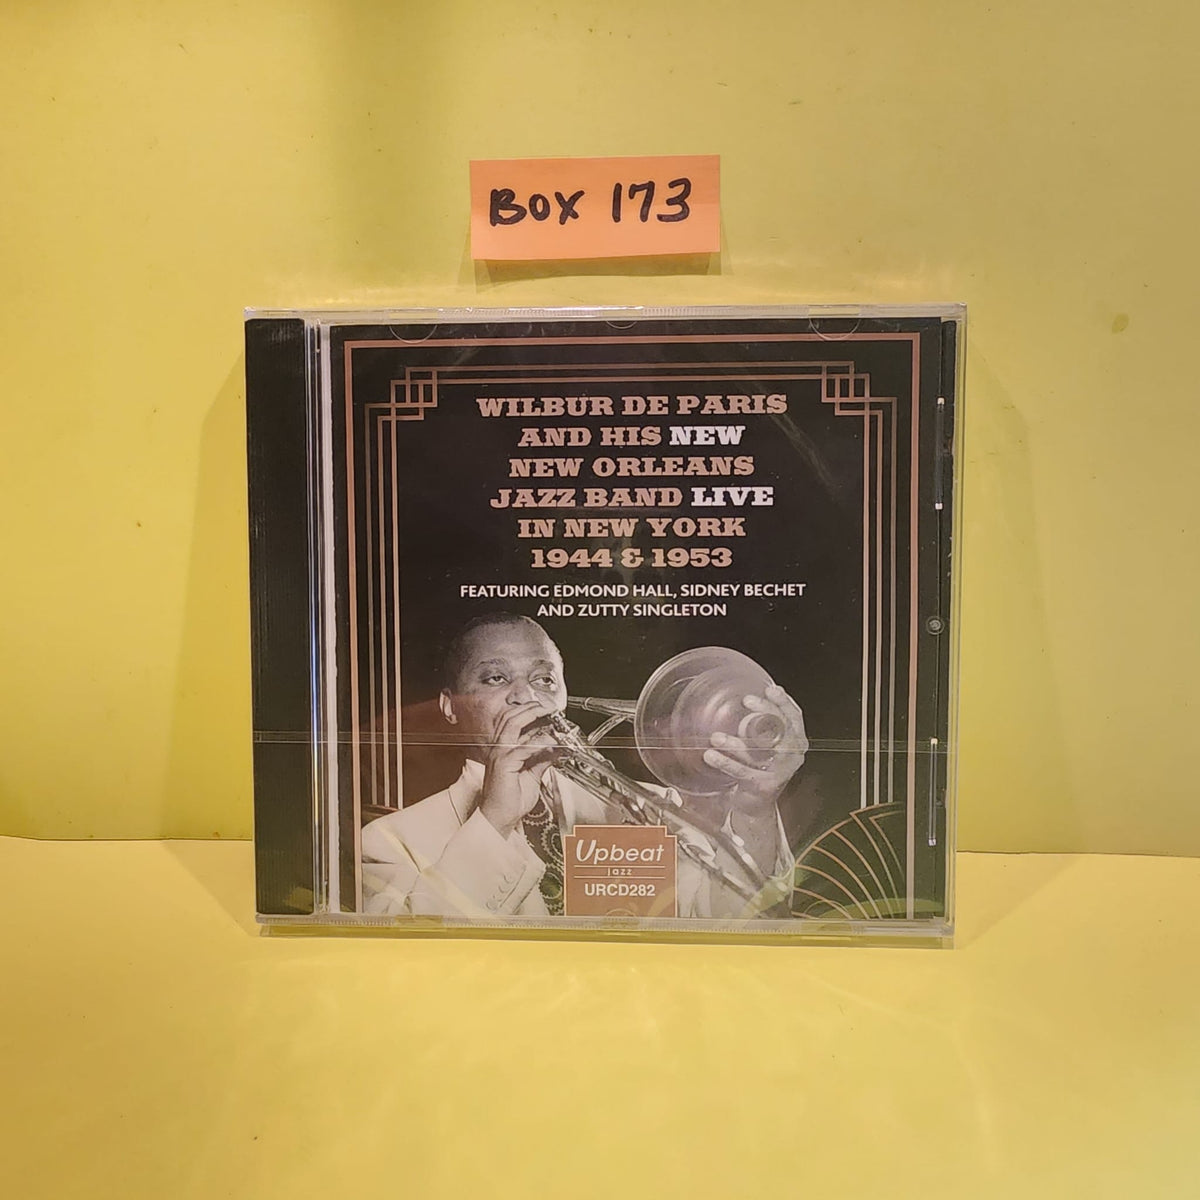 BOX 173
WILBUR DE PARIS
AND HIS NEW
NEW ORLEANS
JAZZ BAND LIVE
IN NEW YORK
1944 & 1953
FEATURING EDMOND HALL, SIDNEY BECHET
AND ZUTTY SINGLETON
Upbeat
jazz
URCD282